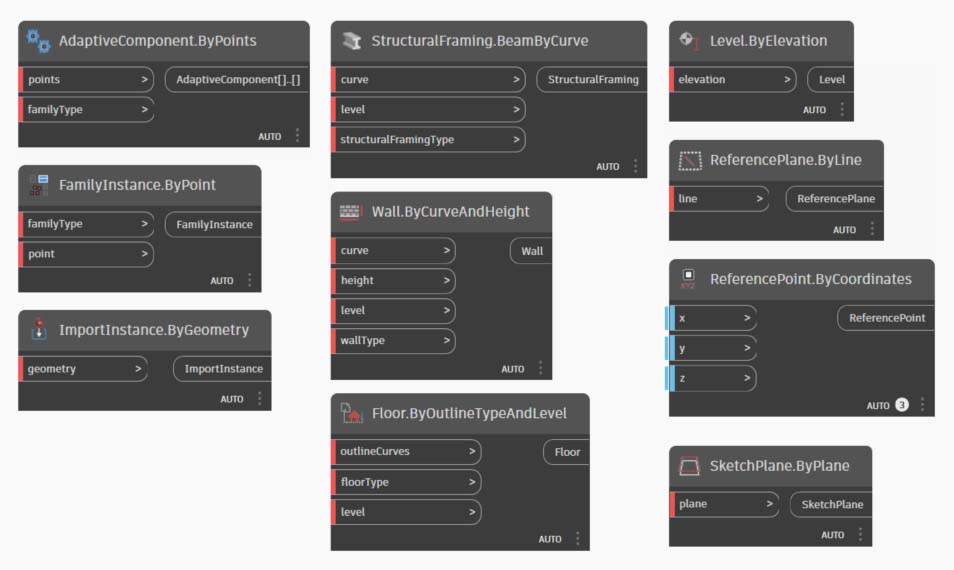 AdaptiveComponent.ByPoints
points > AdaptiveComponent[]..[]
familyType >
AUTO
FamilyInstance.ByPoint
familyType > FamilyInstance
point >
AUTO
ImportInstance.ByGeometry
geometry > ImportInstance
AUTO
StructuralFraming.BeamByCurve
curve > StructuralFraming
level >
structuralFramingType >
AUTO
Wall.ByCurveAndHeight
curve > Wall
height >
level >
wallType >
AUTO
Floor.ByOutlineTypeAndLevel
outlineCurves > Floor
floorType >
level >
AUTO
Level.ByElevation
elevation > Level
AUTO
ReferencePlane.ByLine
line > ReferencePlane
AUTO
XYZ
ReferencePoint.ByCoordinates
x > ReferencePoint
y >
z >
AUTO 3
SketchPlane.ByPlane
plane > SketchPlane
AUTO